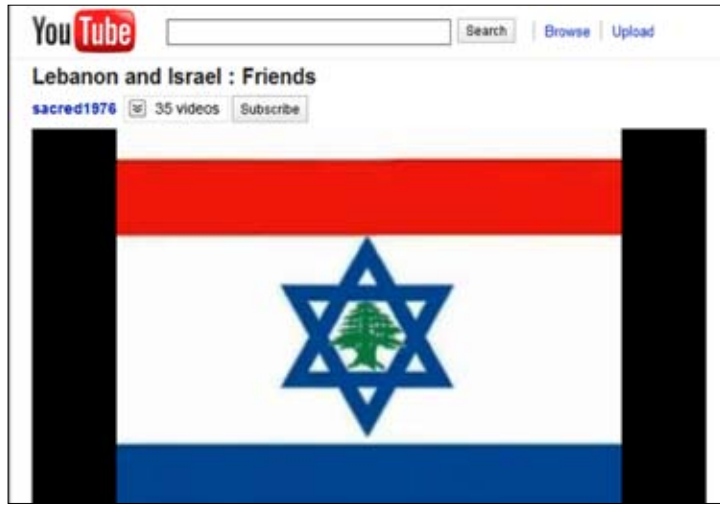 YouTube Search Browse Upload
Lebanon and Israel : Friends
sacred1976 35 videos Subscribe